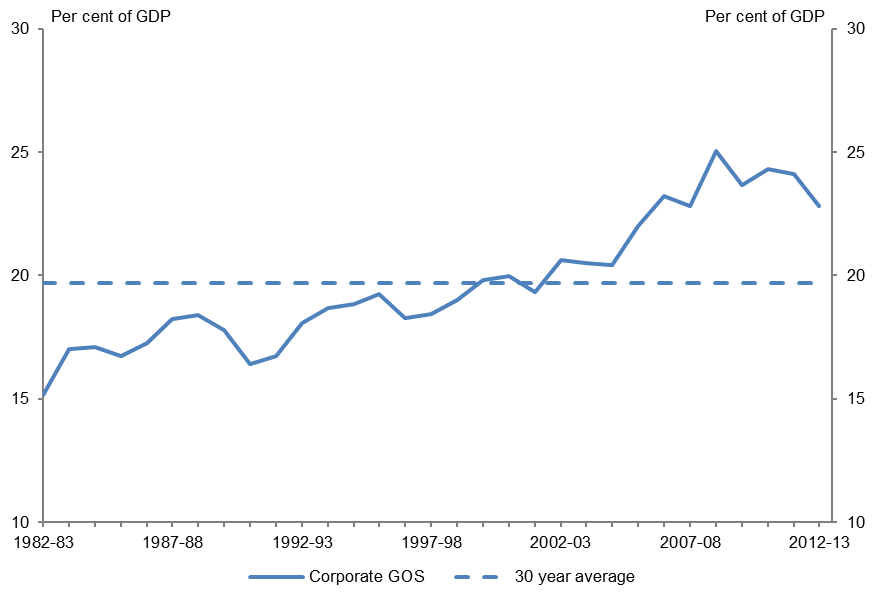 Per cent of GDP Per cent of GDP
30 30
25 25
20 20
15 15
10 10
1982-83 1987-88 1992-93 1997-98 2002-03 2007-08 2012-13
Corporate GOS 30 year average